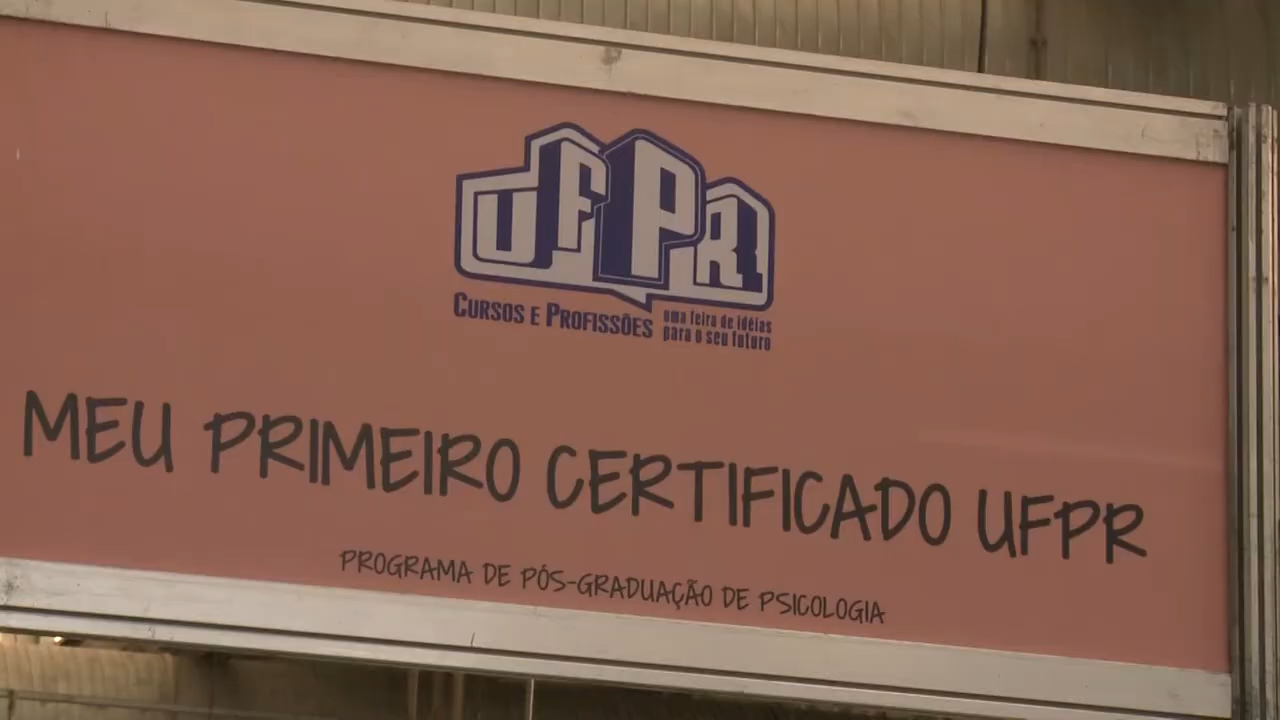 UFPR
CURSOS E PROFISSÕES
uma feira de idéias
para o seu futuro
MEU PRIMEIRO CERTIFICADO UFPR
PROGRAMA DE PÓS-GRADUAÇÃO DE PSICOLOGIA